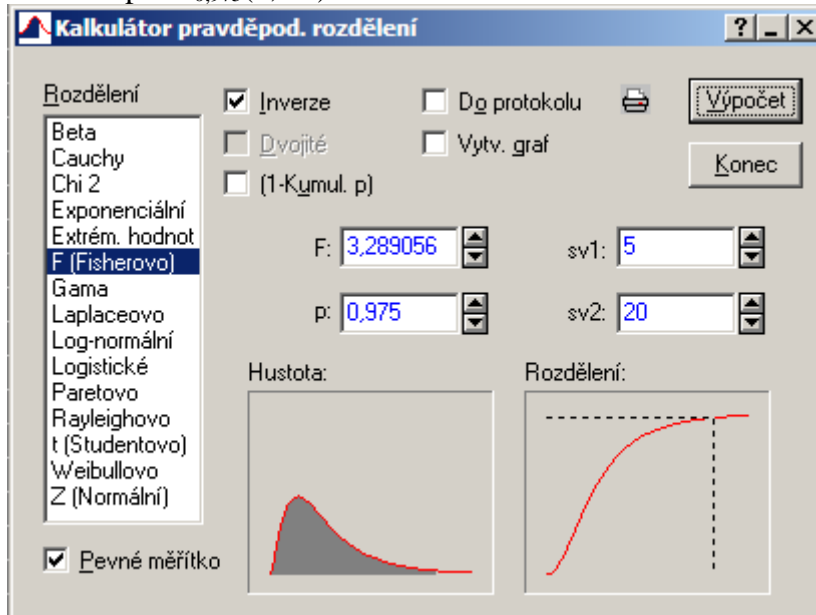 0,975
Kalkulátor pravděpod. rozdělení
Rozdělení
Beta
Cauchy
Chi 2
Exponenciální
Extrém. hodnot
F (Fisherovo)
Gama
Laplaceovo
Log-normální
Logistické
Paretovo
Rayleighovo
t (Studentovo)
Weibullovo
Z (Normální)
Pevné měřítko
Inverze
Dvojité
(1-Kumul. p)
Do protokolu
Vytv. graf
Výpočet
Konec
F: 3,289056
sv1: 5
p: 0,975
sv2: 20
Hustota:
Rozdělení: